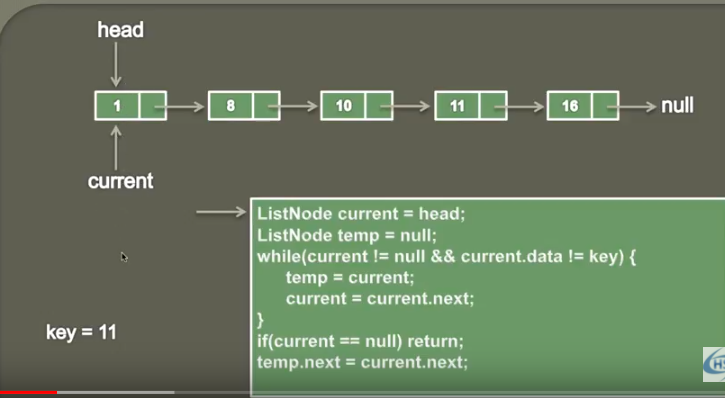 head
1 8 10 11 16 null
current
ListNode current = head;
ListNode temp = null;
while(current != null && current.data != key) {
temp = current;
current = current.next;
}
if(current == null) return;
temp.next = current.next;
key = 11